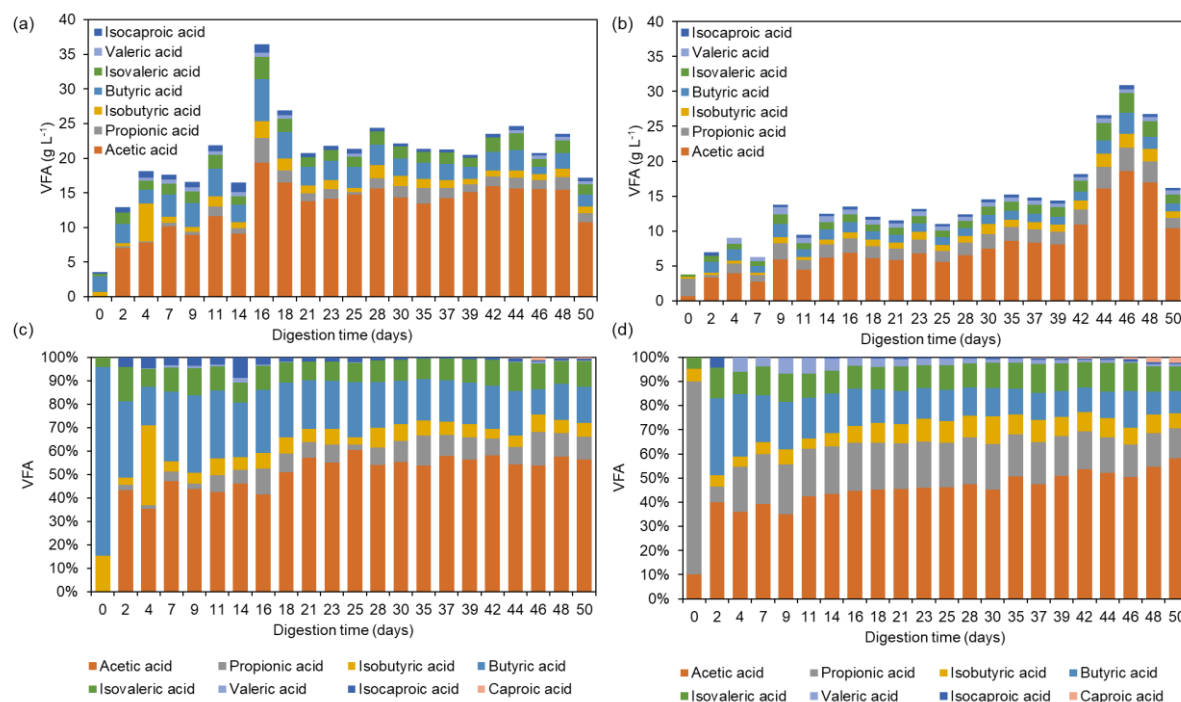 (a)
VFA (g L⁻¹)
40
35
30
25
20
15
10
5
0
Isocaproic acid
Valeric acid
Isovaleric acid
Butyric acid
Isobutyric acid
Propionic acid
Acetic acid
0 2 4 7 9 11 14 16 18 21 23 25 28 30 35 37 39 42 44 46 48 50
Digestion time (days)
(b)
VFA (g L⁻¹)
40
35
30
25
20
15
10
5
0
Isocaproic acid
Valeric acid
Isovaleric acid
Butyric acid
Isobutyric acid
Propionic acid
Acetic acid
0 2 4 7 9 11 14 16 18 21 23 25 28 30 35 37 39 42 44 46 48 50
Digestion time (days)
(c)
VFA
100%
90%
80%
70%
60%
50%
40%
30%
20%
10%
0%
0 2 4 7 9 11 14 16 18 21 23 25 28 30 35 37 39 42 44 46 48 50
Digestion time (days)
Acetic acid Propionic acid Isobutyric acid Butyric acid
Isovaleric acid Valeric acid Isocaproic acid Caproic acid
(d)
VFA
100%
90%
80%
70%
60%
50%
40%
30%
20%
10%
0%
0 2 4 7 9 11 14 16 18 21 23 25 28 30 35 37 39 42 44 46 48 50
Digestion time (days)
Acetic acid Propionic acid Isobutyric acid Butyric acid
Isovaleric acid Valeric acid Isocaproic acid Caproic acid